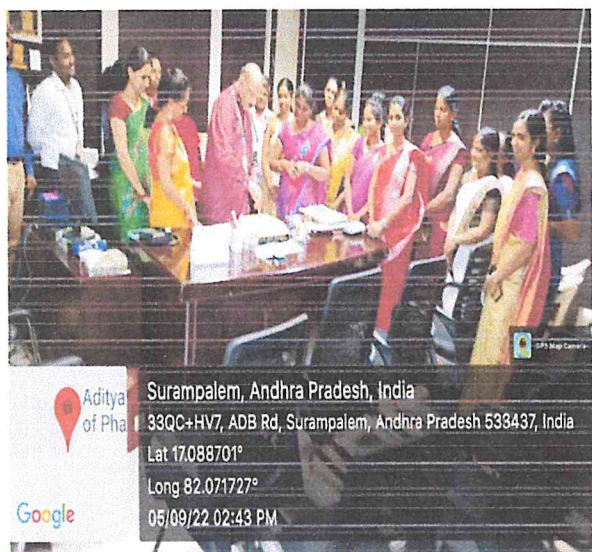 GPS Map Camera
Aditya
of Pha
Surampalem, Andhra Pradesh, India
33QC+HV7, ADB Rd, Surampalem, Andhra Pradesh 533437, India
Lat 17.088701°
Long 82.071727°
05/09/22 02:43 PM
Google